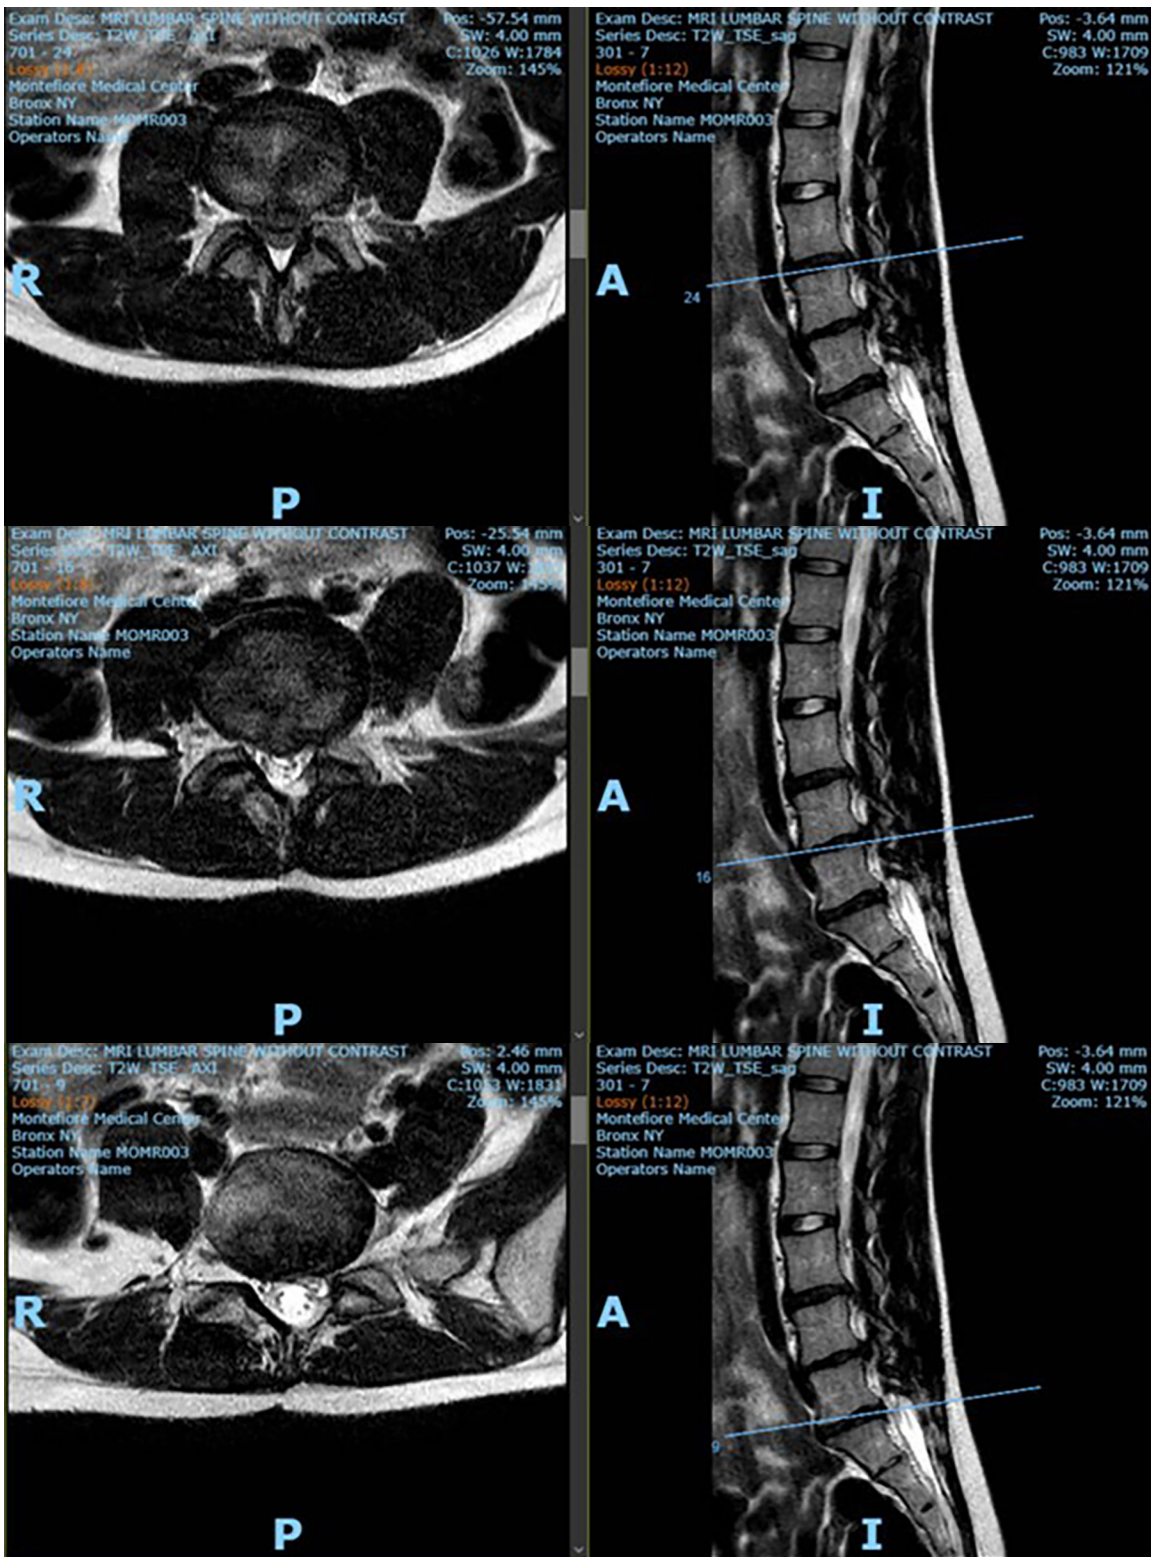 Exam Desc: MRI LUMBAR SPINE WITHOUT CONTRAST
Series Desc: T2W_TSE_AXI
701 - 24
Montefiore Medical Center
Bronx NY
Station Name MOMR003
Operators Name
Pos: -57.54 mm
SW: 4.00 mm
C:1026 W:1784
Zoom: 145%
R
P
Exam Desc: MRI LUMBAR SPINE WITHOUT CONTRAST
Series Desc: T2W_TSE_sag
301 - 7
Lossy (1:12)
Montefiore Medical Center
Bronx NY
Station Name MOMR003
Operators Name
Pos: -3.64 mm
SW: 4.00 mm
C:983 W:1709
Zoom: 121%
A
24
I
Exam Desc: MRI LUMBAR SPINE WITHOUT CONTRAST
Series Desc: T2W_TSE_AXI
701 - 16
Montefiore Medical Center
Bronx NY
Station Name MOMR003
Operators Name
Pos: -25.54 mm
SW: 4.00 mm
C:1037
Zoom: 145%
R
P
Exam Desc: MRI LUMBAR SPINE WITHOUT CONTRAST
Series Desc: T2W_TSE_sag
301 - 7
Lossy (1:12)
Montefiore Medical Center
Bronx NY
Station Name MOMR003
Operators Name
Pos: -3.64 mm
SW: 4.00 mm
C:983 W:1709
Zoom: 121%
A
16
I
Exam Desc: MRI LUMBAR SPINE WITHOUT CONTRAST
Series Desc: T2W_TSE_AXI
701 - 9
Lossy (1:7)
Montefiore Medical Center
Bronx NY
Station Name MOMR003
Operators Name
Pos: 2.46 mm
SW: 4.00 mm
W:1831
Zoom: 145%
R
P
Exam Desc: MRI LUMBAR SPINE WITHOUT CONTRAST
Series Desc: T2W_TSE_sag
301 - 7
Lossy (1:12)
Montefiore Medical Center
Bronx NY
Station Name MOMR003
Operators Name
Pos: -3.64 mm
SW: 4.00 mm
C:983 W:1709
Zoom: 121%
A
9
I